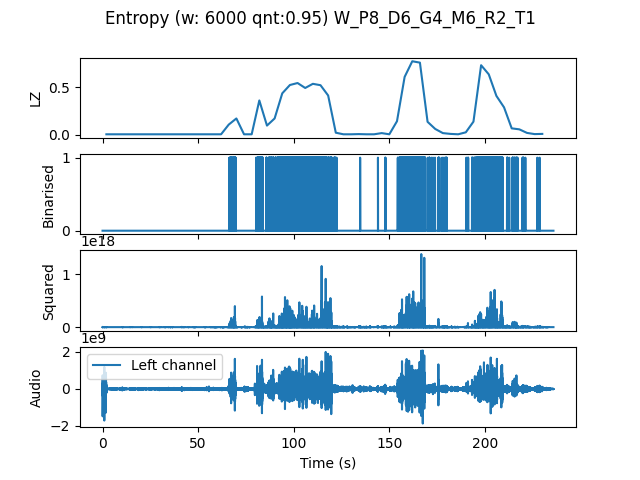 Entropy (w: 6000 qnt:0.95) W_P8_D6_G4_M6_R2_T1
0.5
0.0
LZ
1
0
Binarised
1e18
1
0
Squared
1e9
2
0
−2
Audio
Left channel
0 50 100 150 200
Time (s)